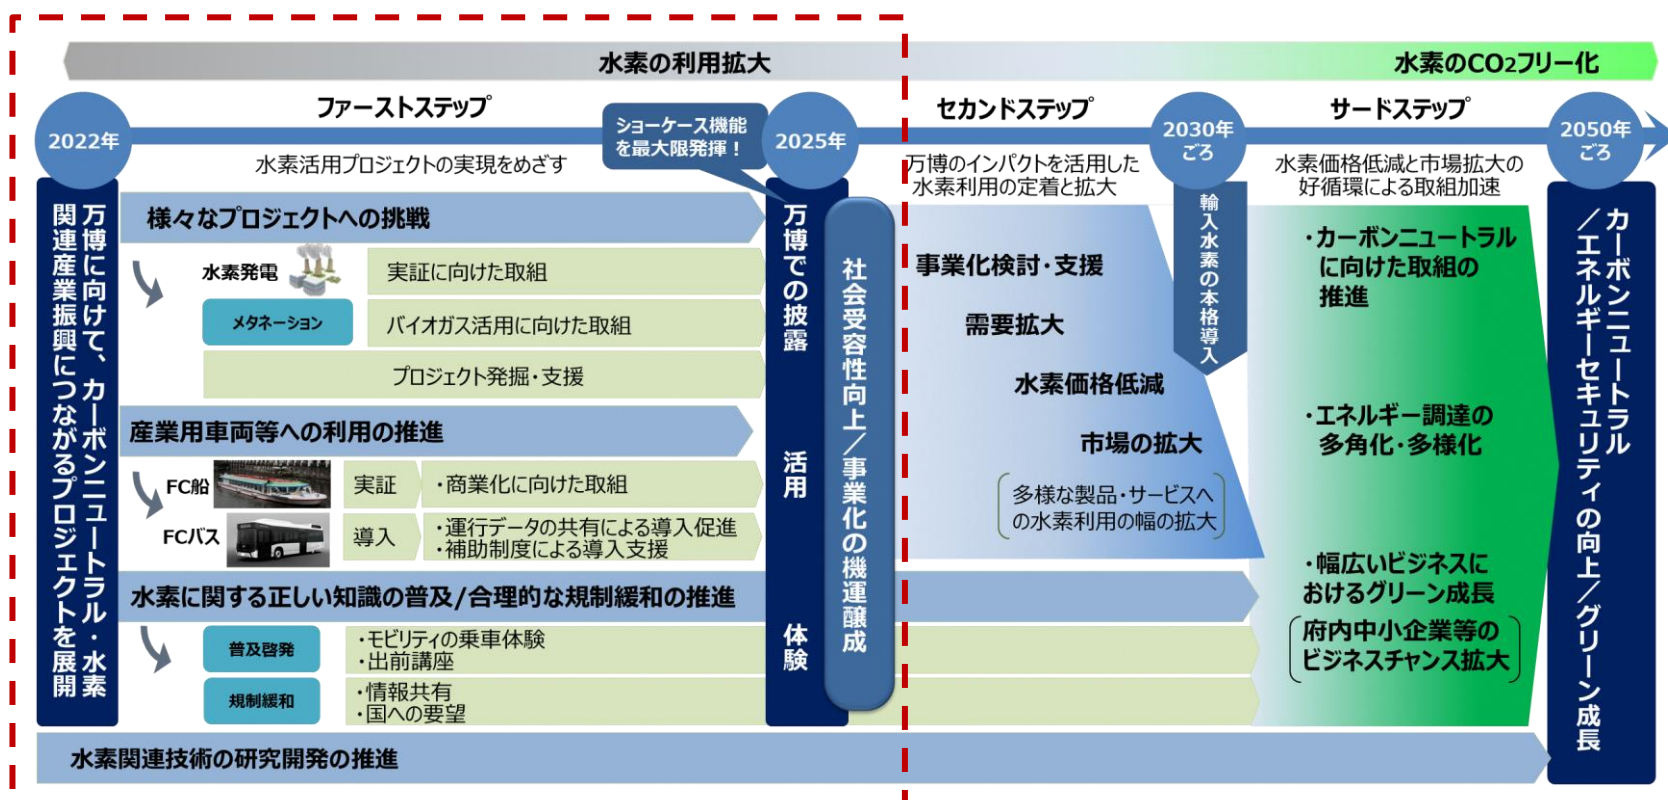 水素の利用拡大
水素のCO2フリー化
ファーストステップ
セカンドステップ
サードステップ
2022年
ショーケース機能
を最大限発揮！
2025年
2030年
ごろ
2050年
ごろ
水素活用プロジェクトの実現をめざす
万博のインパクトを活用した
水素利用の定着と拡大
水素価格低減と市場拡大の
好循環による取組加速
万博に向けて、カーボンニュートラル・水素
関連産業振興につながるプロジェクトを展開
様々なプロジェクトへの挑戦
水素発電
実証に向けた取組
メタネーション
バイオガス活用に向けた取組
プロジェクト発掘・支援
産業用車両等への利用の推進
FC船
実証
・商業化に向けた取組
FCバス
導入
・運行データの共有による導入促進
・補助制度による導入支援
水素に関する正しい知識の普及/合理的な規制緩和の推進
普及啓発
・モビリティの乗車体験
・出前講座
規制緩和
・情報共有
・国への要望
水素関連技術の研究開発の推進
万博での披露
活用
体験
社会受容性向上／事業化の機運醸成
事業化検討・支援
需要拡大
水素価格低減
市場の拡大
多様な製品・サービスへ
の水素利用の幅の拡大
輸入水素の本格導入
・カーボンニュートラル
に向けた取組の
推進
・エネルギー調達の
多角化・多様化
・幅広いビジネスに
おけるグリーン成長
府内中小企業等の
ビジネスチャンス拡大
カーボンニュートラル
／エネルギーセキュリティの向上／グリーン成長